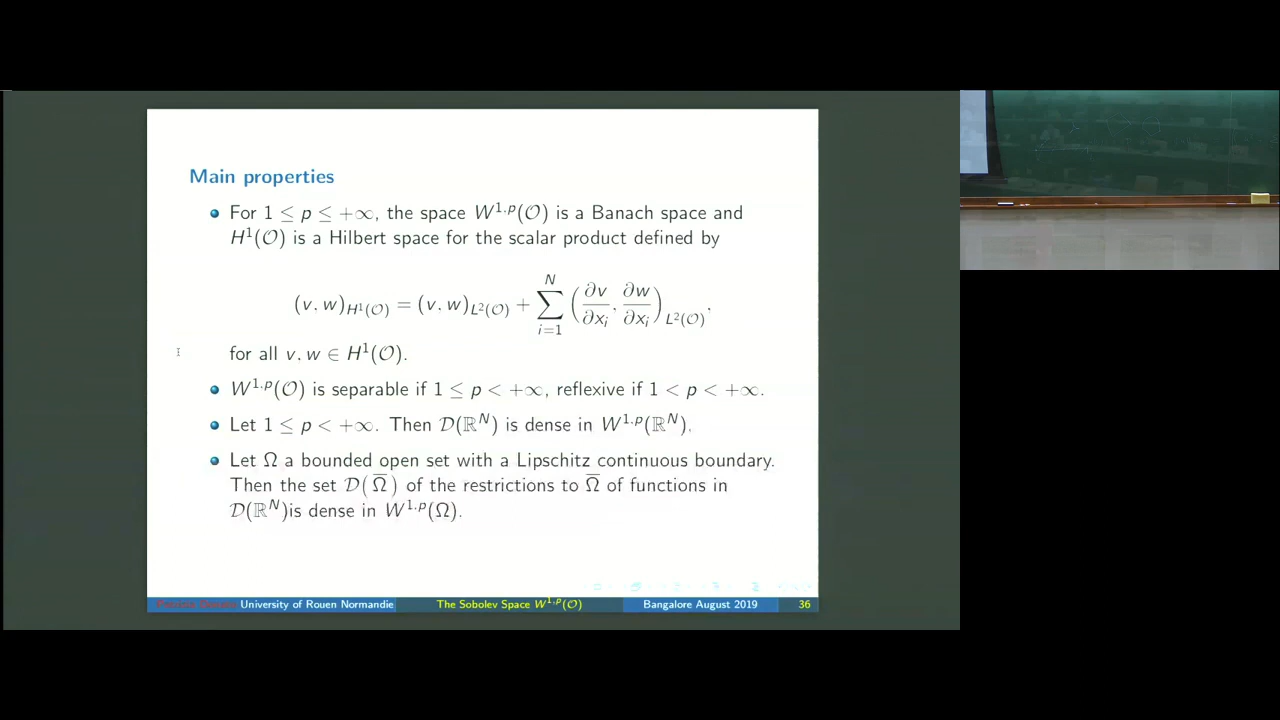 Main properties
For 1 ≤ p ≤ +∞, the space W^{1,p}(𝒪) is a Banach space and
H^1(𝒪) is a Hilbert space for the scalar product defined by
(v, w)_{H^1(𝒪)} = (v, w)_{L^2(𝒪)} + \sum_{i=1}^{N} (∂v/∂x_i, ∂w/∂x_i)_{L^2(𝒪)},
for all v, w ∈ H^1(𝒪).
W^{1,p}(𝒪) is separable if 1 ≤ p < +∞, reflexive if 1 < p < +∞.
Let 1 ≤ p < +∞. Then 𝒟(ℝ^N) is dense in W^{1,p}(ℝ^N).
Let Ω a bounded open set with a Lipschitz continuous boundary.
Then the set 𝒟(Ω̅) of the restrictions to Ω̅ of functions in
𝒟(ℝ^N)is dense in W^{1,p}(Ω).
University of Rouen Normandie The Sobolev Space W^{1,p}(𝒪) Bangalore August 2019 36